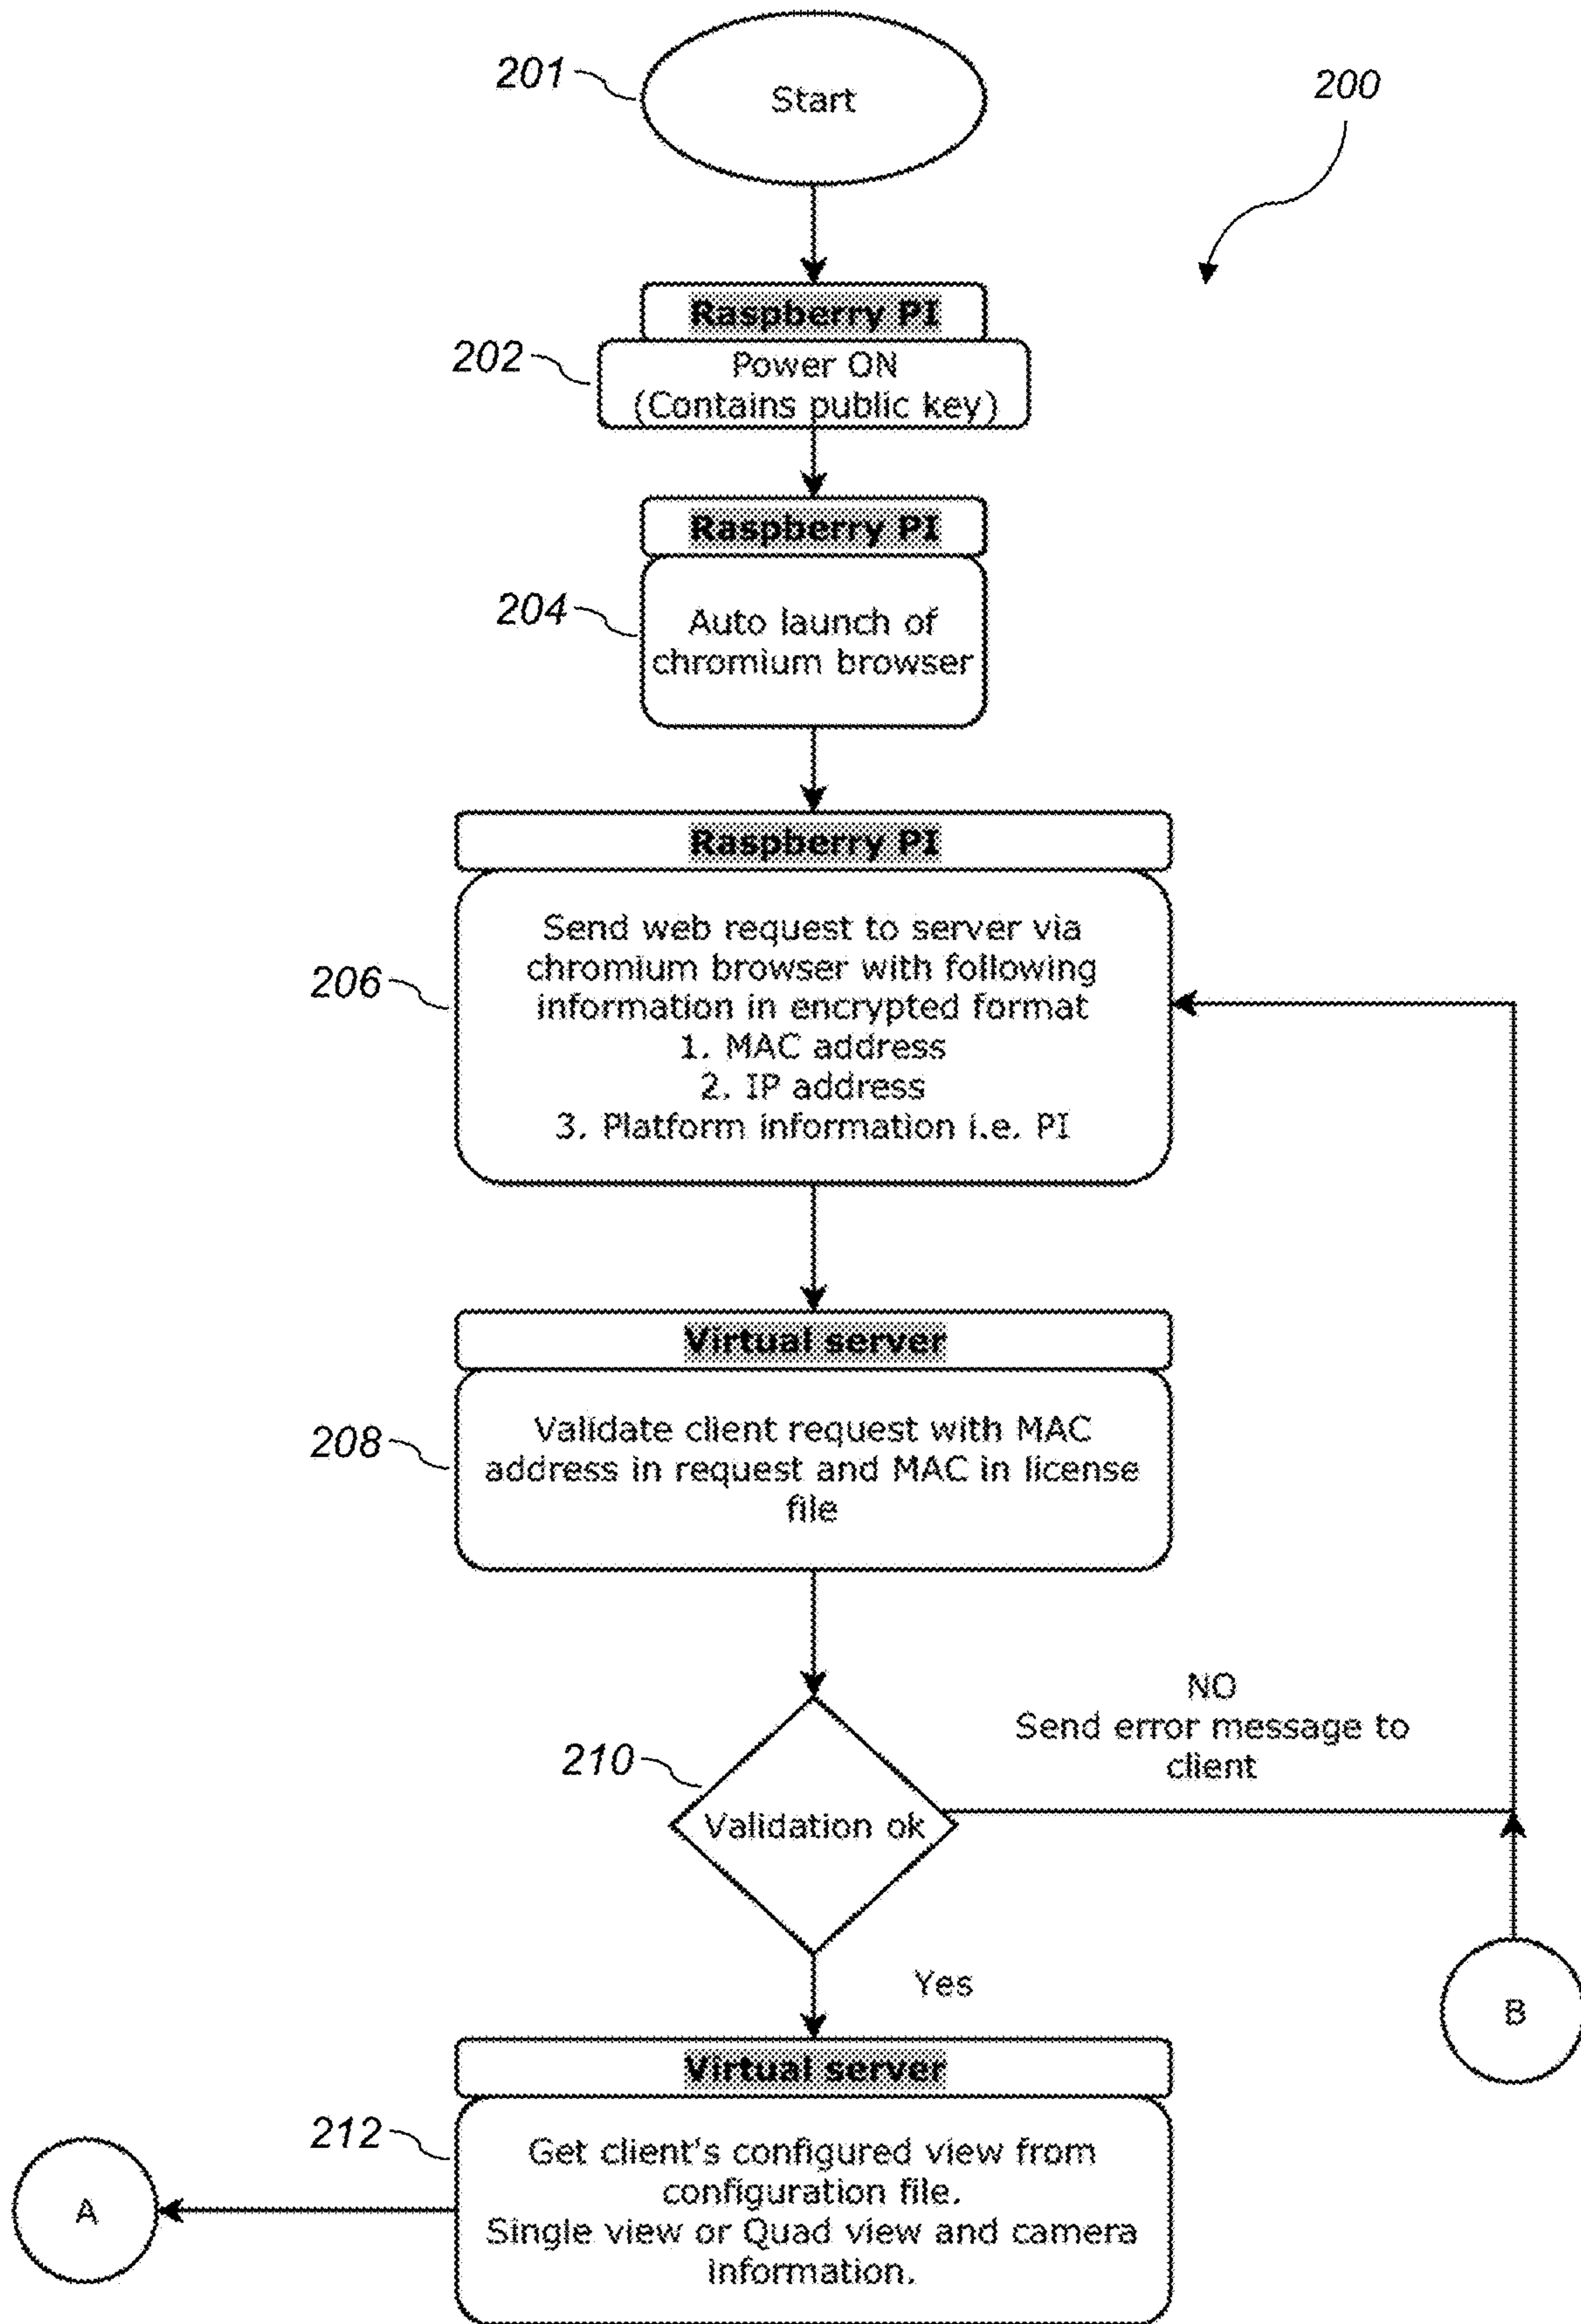 201
Start
200
Raspberry PI
202
Power ON
(Contains public key)
Raspberry PI
204
Auto launch of
chromium browser
Raspberry PI
206
Send web request to server via
chromium browser with following
information in encrypted format
1. MAC address
2. IP address
3. Platform information i.e. PI
Virtual server
208
Validate client request with MAC
address in request and MAC in license
file
NO
Send error message to
client
210
Validation ok
Yes
B
Virtual server
212
Get client's configured view from
configuration file.
Single view or Quad view and camera
information.
A